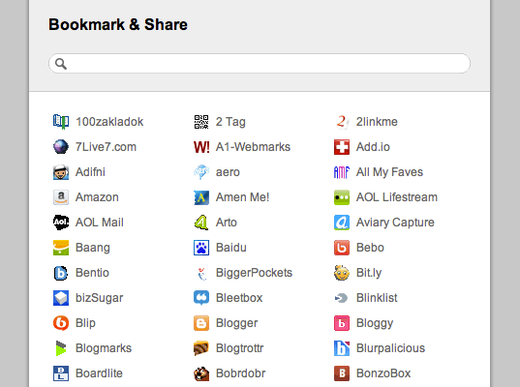 Bookmark & Share
100zakladok 2 Tag 2linkme
7Live7.com A1-Webmarks Add.io
Adifni aero All My Faves
Amazon Amen Me! AOL Lifestream
AOL Mail Arto Aviary Capture
Baang Baidu Bebo
Bentio BiggerPockets Bit.ly
bizSugar Bleetbox Blinklist
Blip Blogger Bloggy
Blogmarks Blogtrottr Blurpalicious
Boardlite Bobrdobr BonzoBox